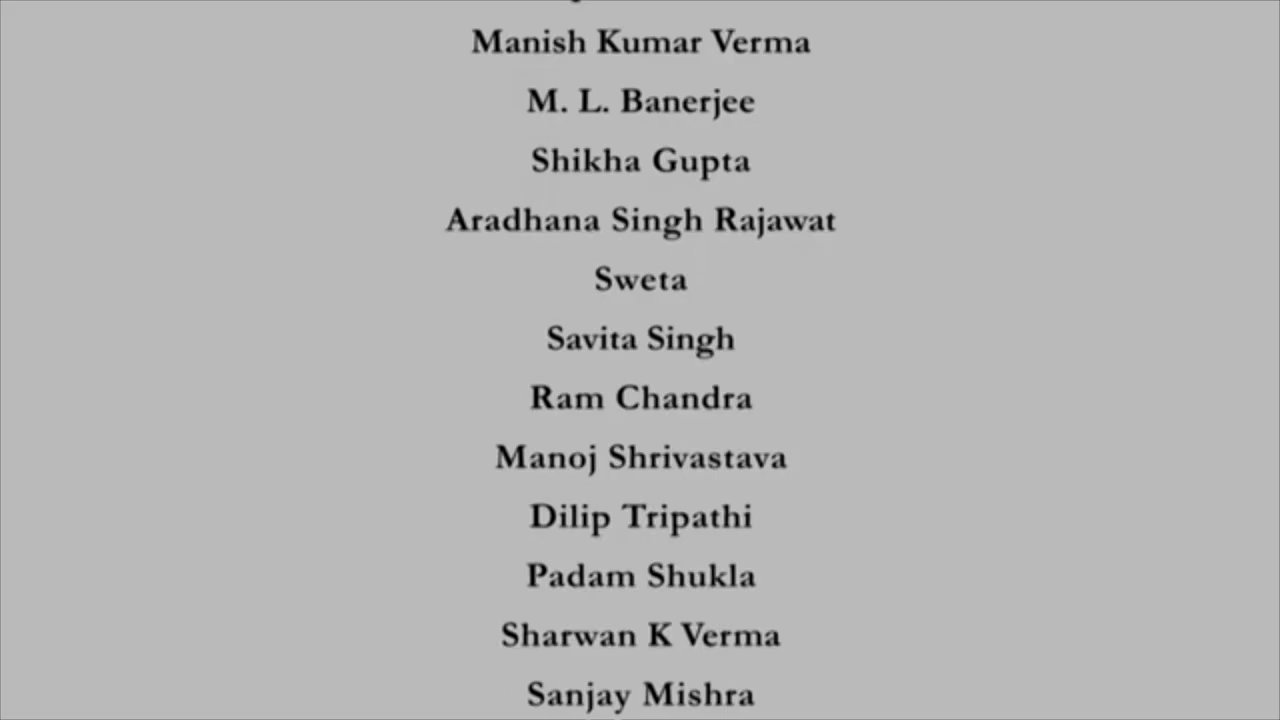 Manish Kumar Verma
M. L. Banerjee
Shikha Gupta
Aradhana Singh Rajawat
Sweta
Savita Singh
Ram Chandra
Manoj Shrivastava
Dilip Tripathi
Padam Shukla
Sharwan K Verma
Sanjay Mishra